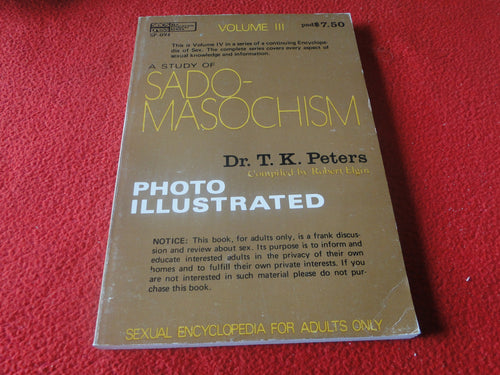 SP-094
VOLUME III
pnd$7.50
This is Volume IV in a series of a continuing Encyclope-
dia of Sex. The complete series covers every aspect of
sexual knowledge and information.
A STUDY OF
SADO-
MASOCHISM
Dr. T. K. Peters
Compiled by Robert Elgin
PHOTO
ILLUSTRATED
NOTICE: This book, for adults only, is a frank discus-
sion and review about sex. Its purpose is to inform and
educate interested adults in the privacy of their own
homes and to fulfill their own private interests. If you
are not interested in such material please do not pur-
chase this book.
SEXUAL ENCYCLOPEDIA FOR ADULTS ONLY